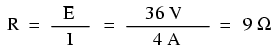 R = E / I = 36 V / 4 A = 9 Ω